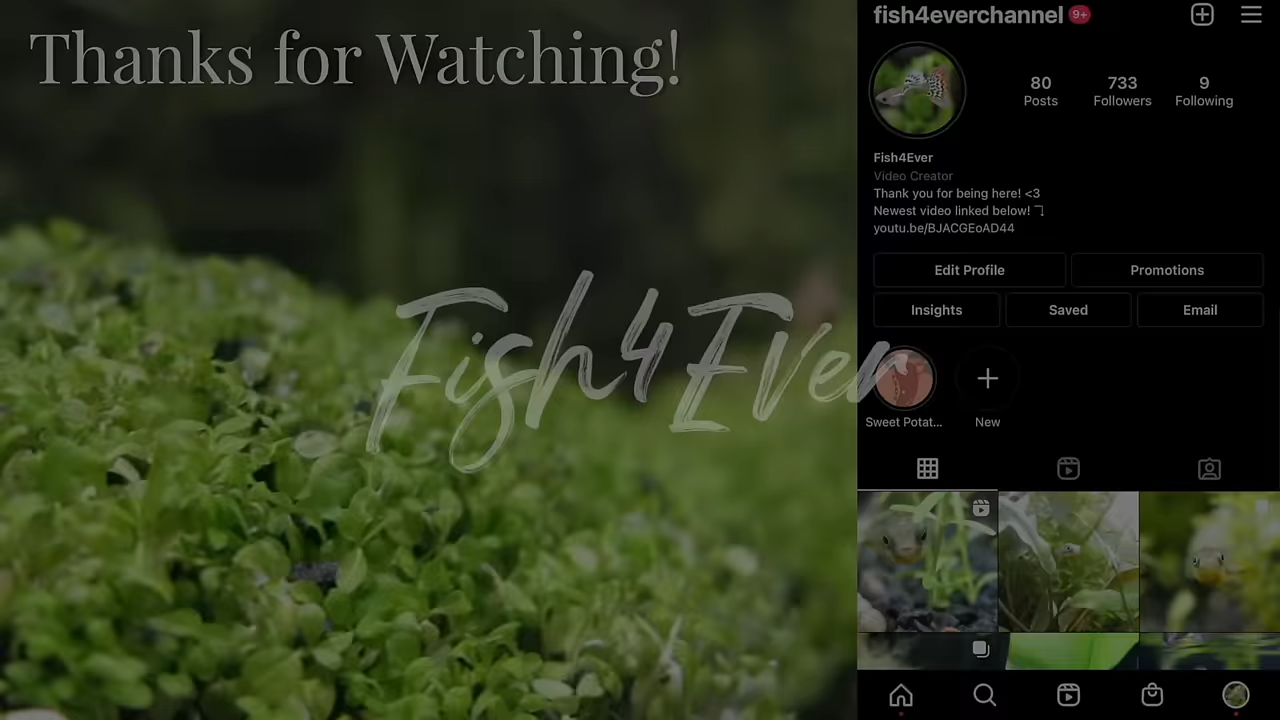 Thanks for Watching!
Fish4Ever
fish4everchannel 9+
80 733 9
Posts Followers Following
Fish4Ever
Video Creator
Thank you for being here! <3
Newest video linked below!
youtu.be/BJACGEoAD44
Edit Profile Promotions
Insights Saved Email
Sweet Potat... New